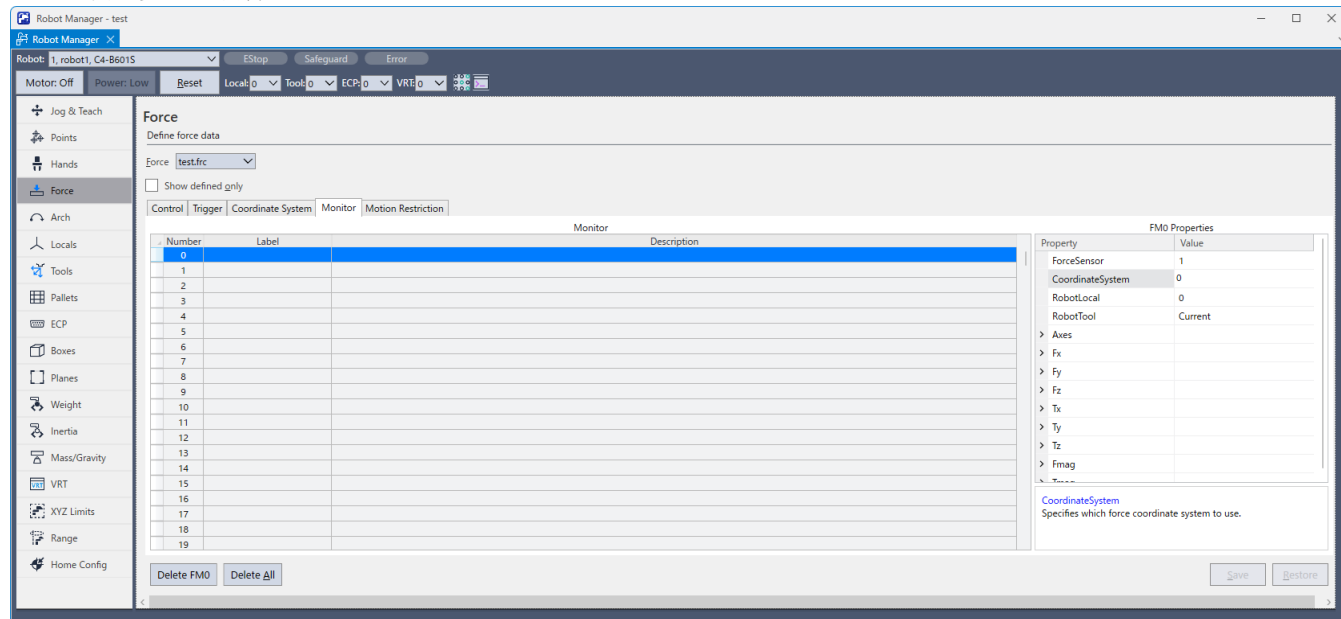 Robot Manager - test
Robot Manager
Robot: 1, robot1, C4-B601S EStop Safeguard Error
Motor: Off Power: Low Reset Local: 0 Tool: 0 ECP: 0 VRT: 0
Jog & Teach
Points
Hands
Force
Arch
Locals
Tools
Pallets
ECP
Boxes
Planes
Weight
Inertia
Mass/Gravity
VRT
XYZ Limits
Range
Home Config
Force
Define force data
Force test.frc
Show defined only
Control Trigger Coordinate System Monitor Motion Restriction
Monitor
Number Label Description
0
1
2
3
4
5
6
7
8
9
10
11
12
13
14
15
16
17
18
19
FM0 Properties
Property Value
ForceSensor 1
CoordinateSystem 0
RobotLocal 0
RobotTool Current
Axes
Fx
Fy
Fz
Tx
Ty
Tz
Fmag
CoordinateSystem
Specifies which force coordinate system to use.
Delete FM0 Delete All Save Restore